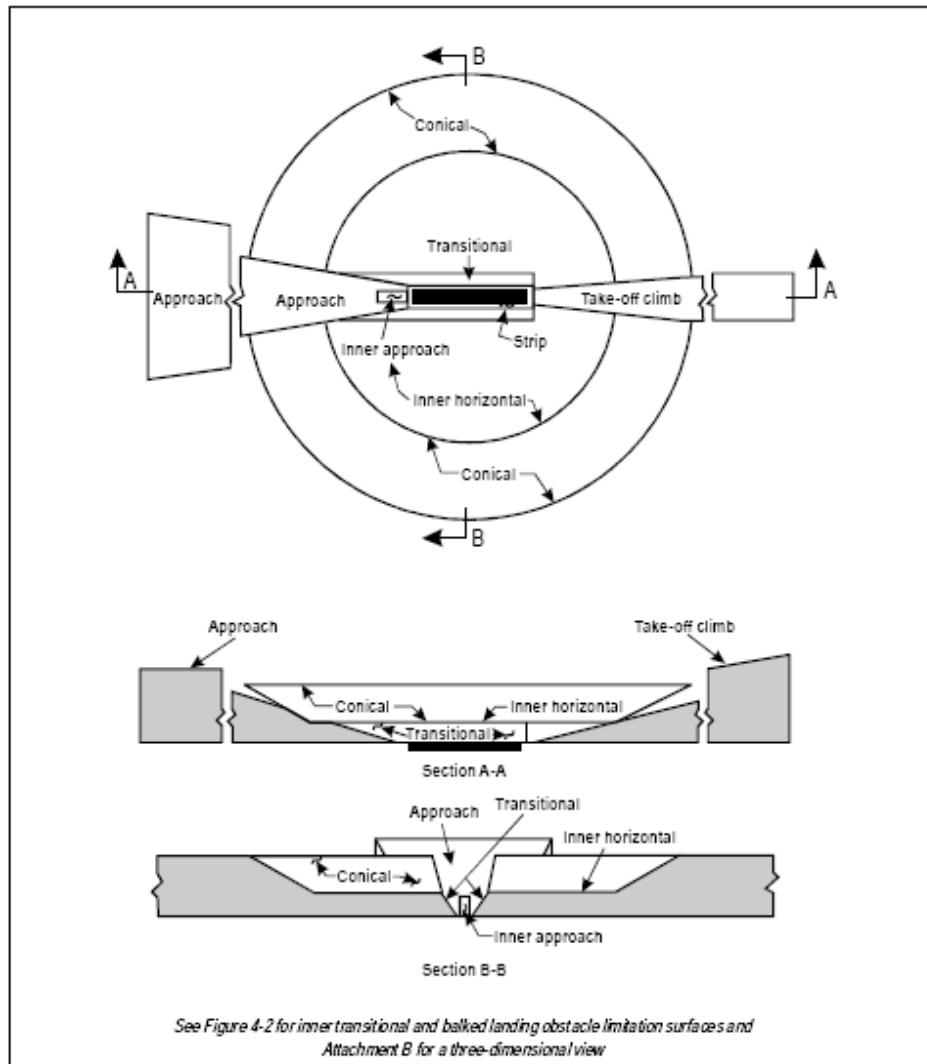 B
Conical
Transitional
A
A
Approach
Approach
Take-off climb
Inner approach
Strip
Inner horizontal
Conical
B
Approach
Take-off climb
Conical
Inner horizontal
Transitional
Section A-A
Transitional
Approach
Inner horizontal
Conical
Inner approach
Section B-B
See Figure 4-2 for inner transitional and balked landing obstacle limitation surfaces and
Attachment B for a three-dimensional view